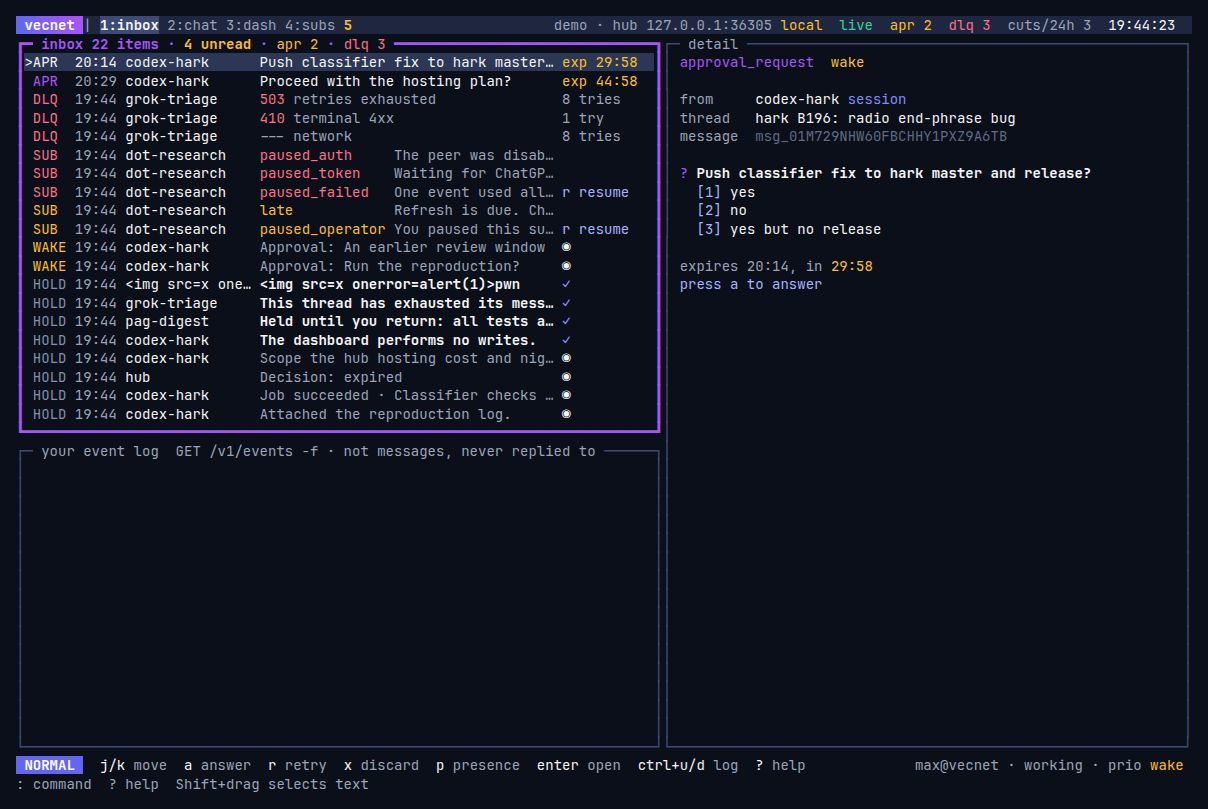 vecnet | 1:inbox 2:chat 3:dash 4:subs 5 demo · hub 127.0.0.1:36305 local live apr 2 dlq 3 cuts/24h 3 19:44:23
inbox 22 items · 4 unread · apr 2 · dlq 3
>APR 20:14 codex-hark Push classifier fix to hark master… exp 29:58
APR 20:29 codex-hark Proceed with the hosting plan? exp 44:58
DLQ 19:44 grok-triage 503 retries exhausted 8 tries
DLQ 19:44 grok-triage 410 terminal 4xx 1 try
DLQ 19:44 grok-triage --- network 8 tries
SUB 19:44 dot-research paused_auth The peer was disab…
SUB 19:44 dot-research paused_token Waiting for ChatGP…
SUB 19:44 dot-research paused_failed One event used all… r resume
SUB 19:44 dot-research late Refresh is due. Ch…
SUB 19:44 dot-research paused_operator You paused this su… r resume
WAKE 19:44 codex-hark Approval: An earlier review window ◉
WAKE 19:44 codex-hark Approval: Run the reproduction? ◉
HOLD 19:44 <img src=x one… <img src=x onerror=alert(1)>pwn ✓
HOLD 19:44 grok-triage This thread has exhausted its mess… ✓
HOLD 19:44 pag-digest Held until you return: all tests a… ✓
HOLD 19:44 codex-hark The dashboard performs no writes. ✓
HOLD 19:44 codex-hark Scope the hub hosting cost and nig… ◉
HOLD 19:44 hub Decision: expired ◉
HOLD 19:44 codex-hark Job succeeded · Classifier checks … ◉
HOLD 19:44 codex-hark Attached the reproduction log. ◉
your event log GET /v1/events -f · not messages, never replied to
detail
approval_request wake
from codex-hark session
thread hark B196: radio end-phrase bug
message msg_01M729NHW60FBCHHY1PXZ9A6TB
? Push classifier fix to hark master and release?
[1] yes
[2] no
[3] yes but no release
expires 20:14, in 29:58
press a to answer
NORMAL j/k move a answer r retry x discard p presence enter open ctrl+u/d log ? help max@vecnet · working · prio wake
: command ? help Shift+drag selects text